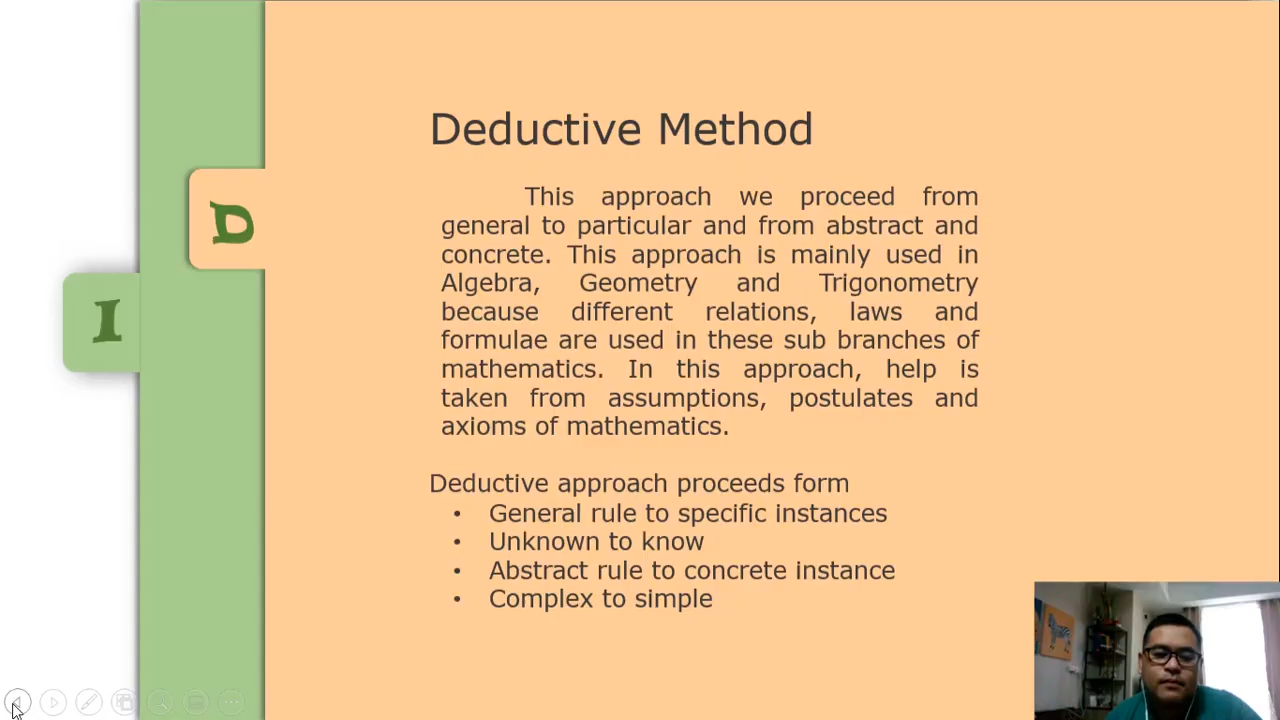 Deductive Method
This approach we proceed from
general to particular and from abstract and
concrete. This approach is mainly used in
Algebra, Geometry and Trigonometry
because different relations, laws and
formulae are used in these sub branches of
mathematics. In this approach, help is
taken from assumptions, postulates and
axioms of mathematics.
D
I
Deductive approach proceeds form
• General rule to specific instances
• Unknown to know
• Abstract rule to concrete instance
• Complex to simple